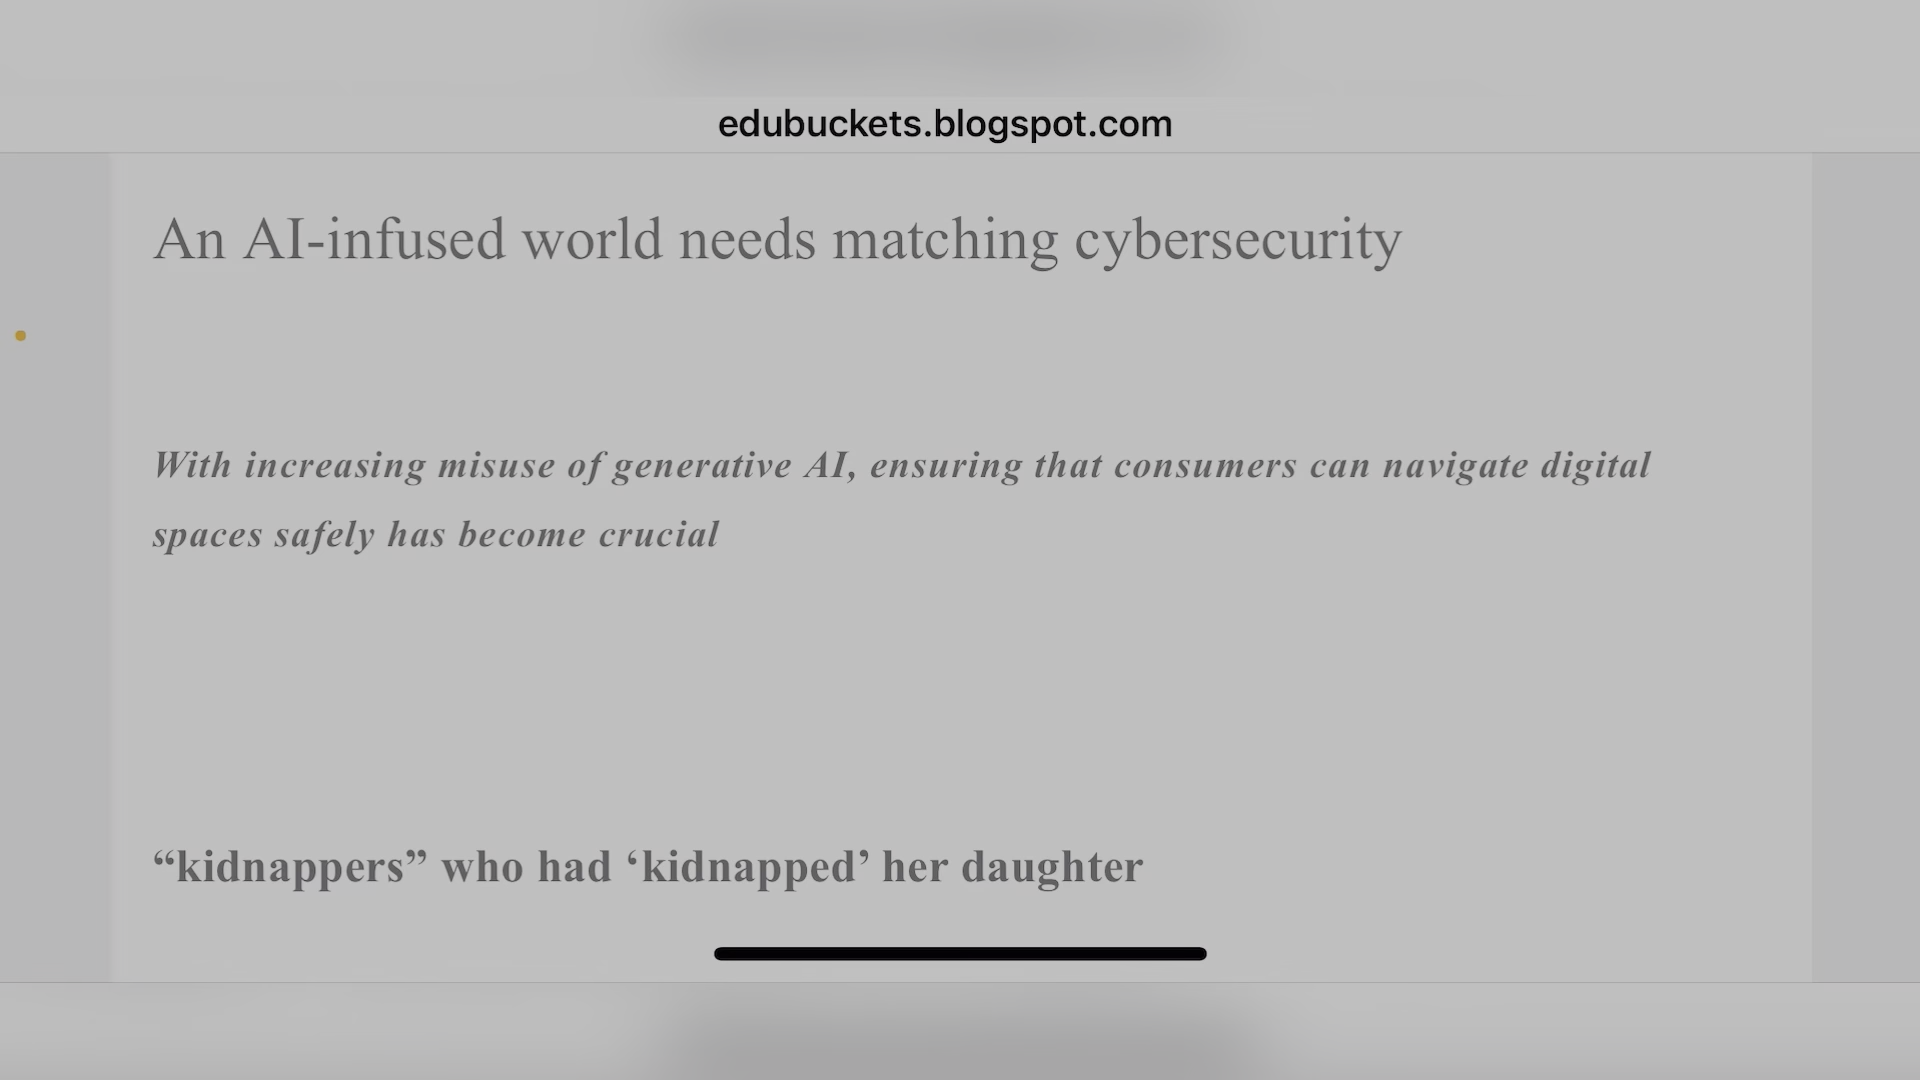 edubuckets.blogspot.com
An AI-infused world needs matching cybersecurity
With increasing misuse of generative AI, ensuring that consumers can navigate digital
spaces safely has become crucial
“kidnappers” who had ‘kidnapped’ her daughter